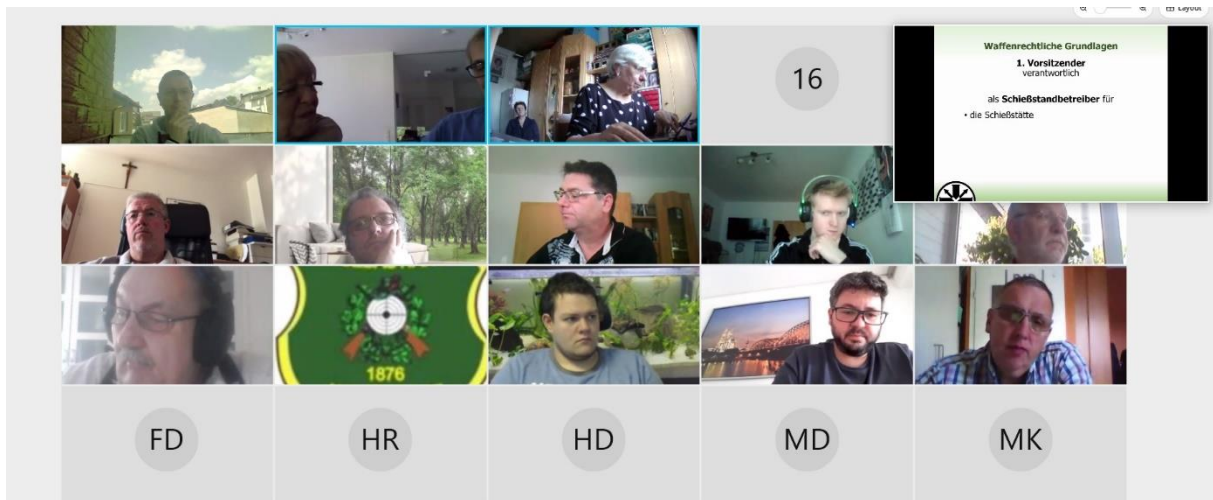 Layout
16
Waffenrechtliche Grundlagen
1. Vorsitzender
verantwortlich
als Schießstandbetreiber für
• die Schießstätte
1876
FD
HR
HD
MD
MK